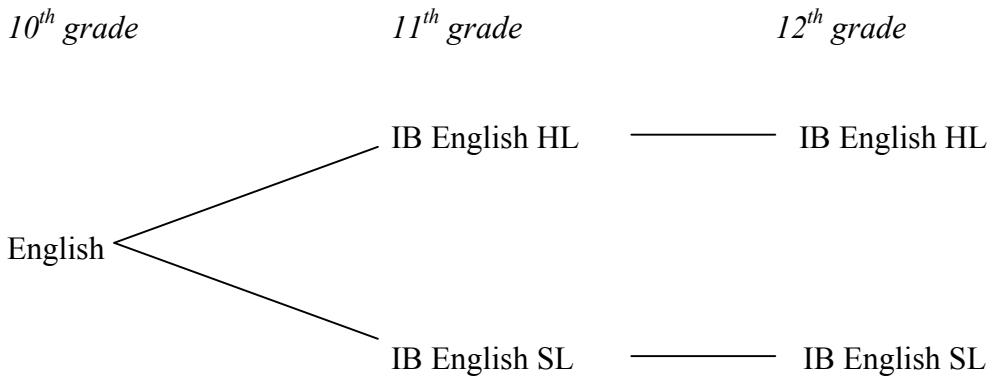 10th grade 11th grade 12th grade
IB English HL IB English HL
English
IB English SL IB English SL